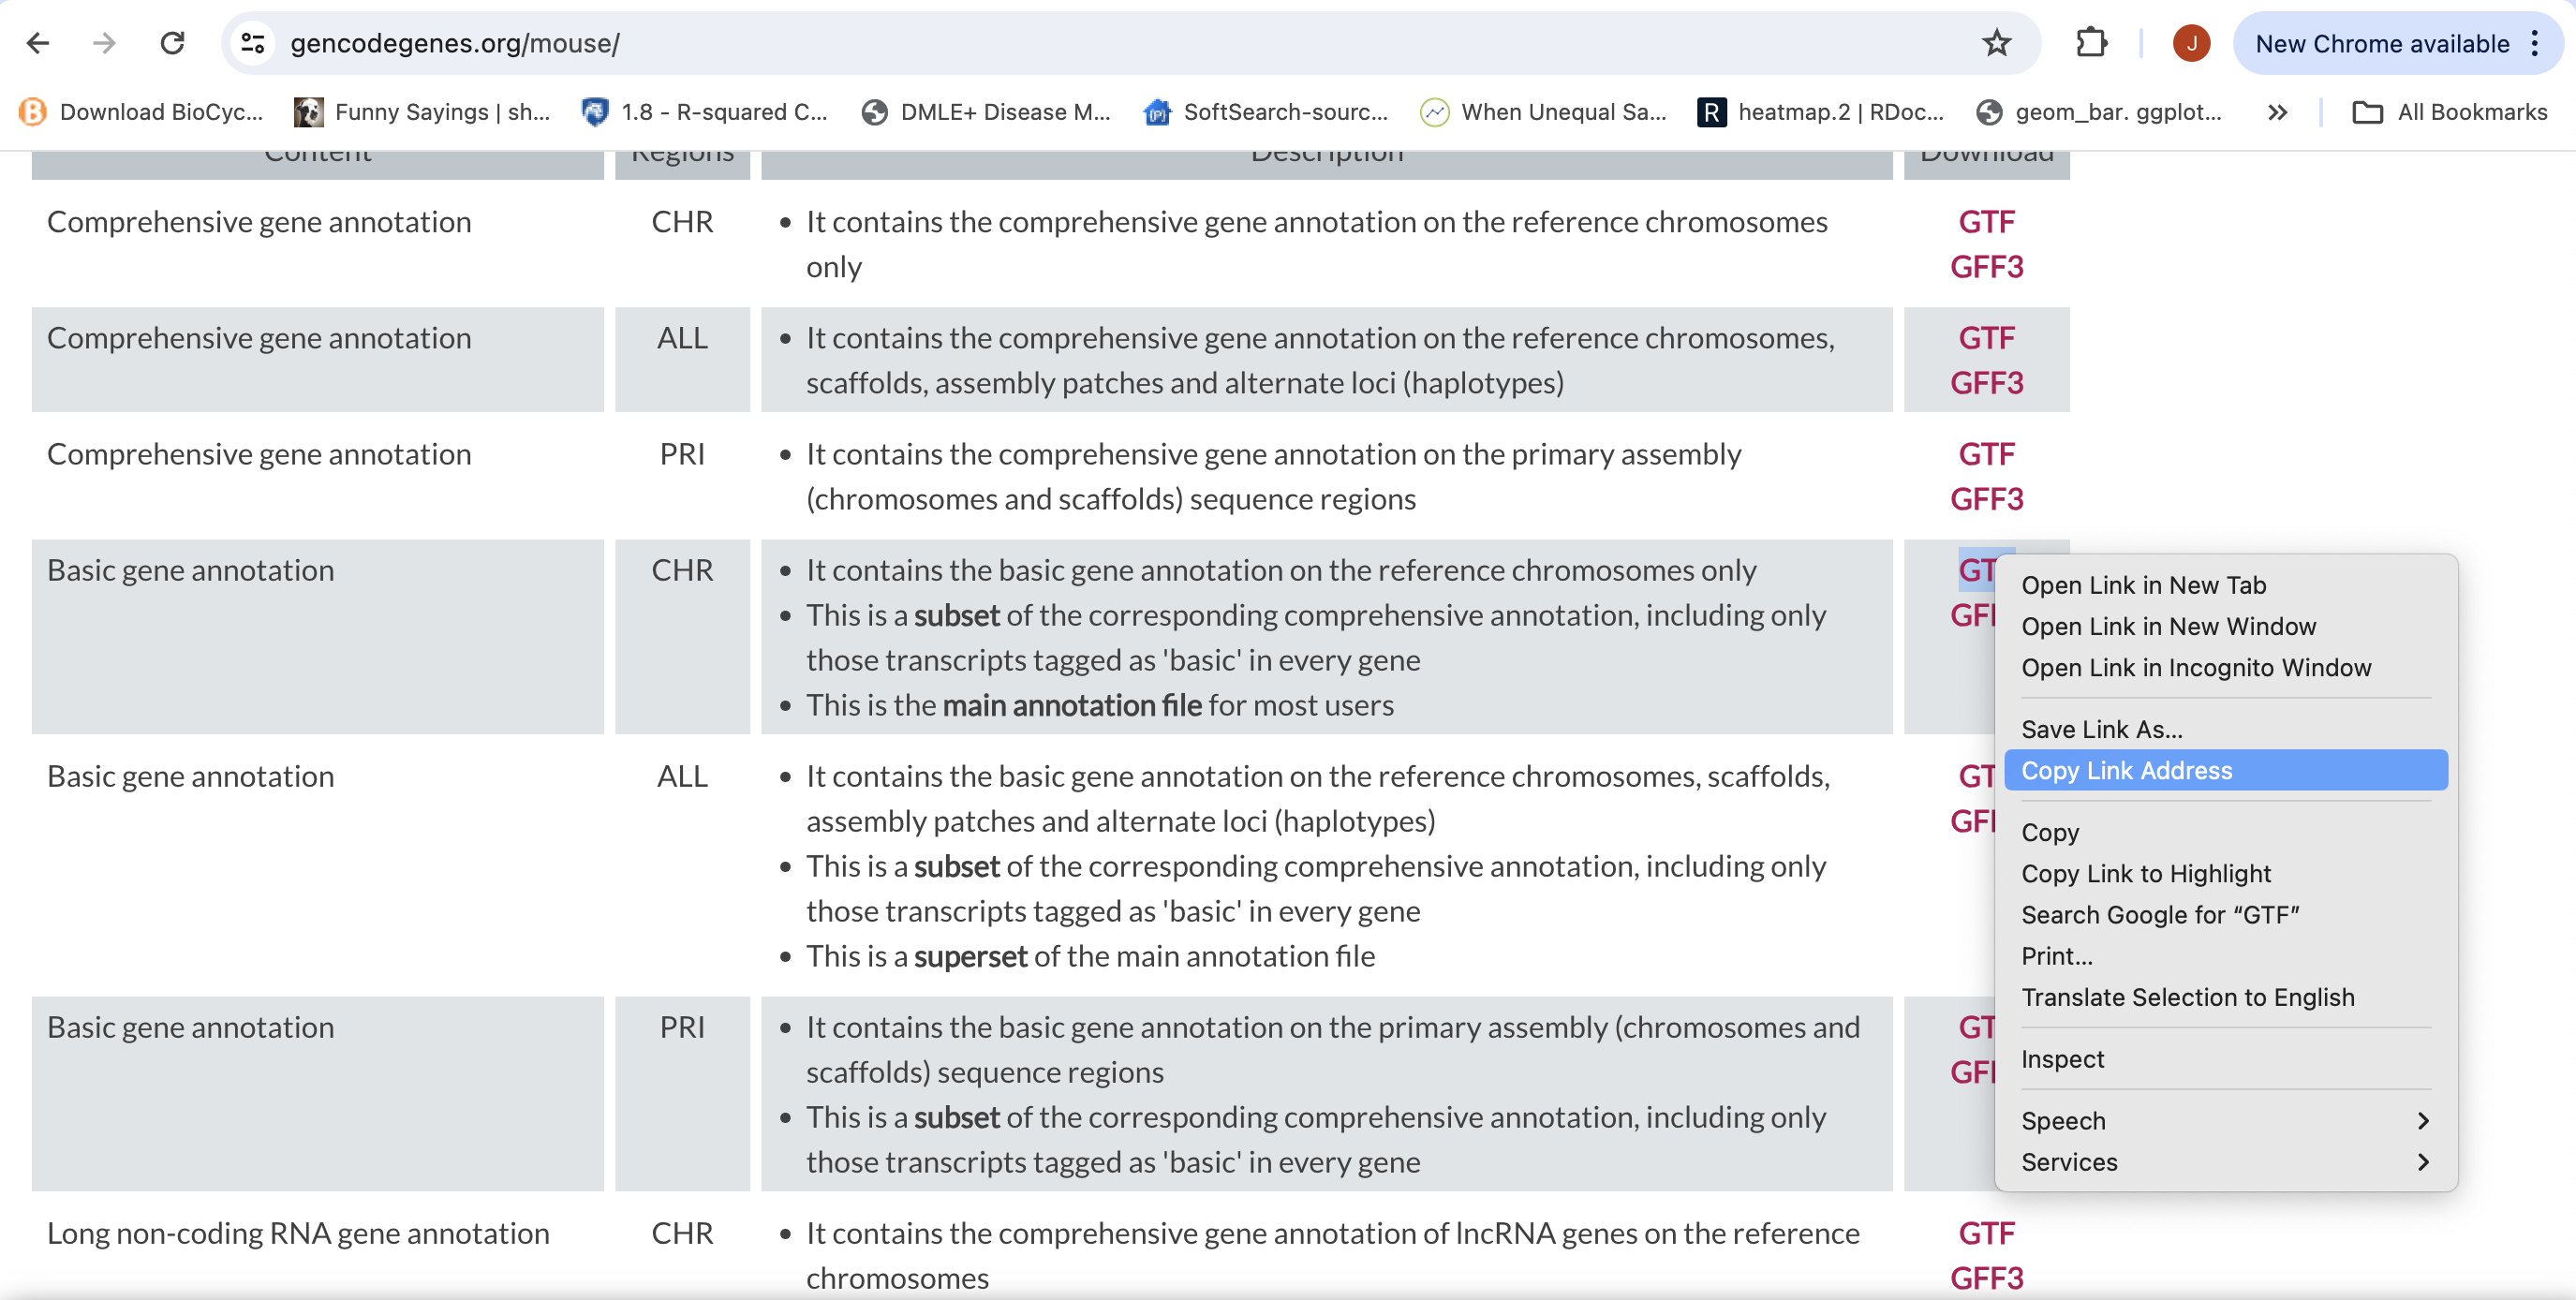 gencodegenes.org/mouse/
J
New Chrome available
Download BioCyc...
Funny Sayings | sh...
1.8 - R-squared C...
DMLE+ Disease M...
SoftSearch-sourc...
When Unequal Sa...
R heatmap.2 | RDoc...
geom_bar. ggplot...
All Bookmarks
Content Regions Description Download
Comprehensive gene annotation CHR • It contains the comprehensive gene annotation on the reference chromosomes GTF
only GFF3
Comprehensive gene annotation ALL • It contains the comprehensive gene annotation on the reference chromosomes, GTF
scaffolds, assembly patches and alternate loci (haplotypes) GFF3
Comprehensive gene annotation PRI • It contains the comprehensive gene annotation on the primary assembly GTF
(chromosomes and scaffolds) sequence regions GFF3
Basic gene annotation CHR • It contains the basic gene annotation on the reference chromosomes only GT
• This is a subset of the corresponding comprehensive annotation, including only GF
those transcripts tagged as 'basic' in every gene
• This is the main annotation file for most users
Basic gene annotation ALL • It contains the basic gene annotation on the reference chromosomes, scaffolds, GT
assembly patches and alternate loci (haplotypes) GF
• This is a subset of the corresponding comprehensive annotation, including only
those transcripts tagged as 'basic' in every gene
• This is a superset of the main annotation file
Basic gene annotation PRI • It contains the basic gene annotation on the primary assembly (chromosomes and GT
scaffolds) sequence regions GF
• This is a subset of the corresponding comprehensive annotation, including only
those transcripts tagged as 'basic' in every gene
Long non-coding RNA gene annotation CHR • It contains the comprehensive gene annotation of lncRNA genes on the reference GTF
chromosomes GFF3
Open Link in New Tab
Open Link in New Window
Open Link in Incognito Window
Save Link As...
Copy Link Address
Copy
Copy Link to Highlight
Search Google for “GTF”
Print...
Translate Selection to English
Inspect
Speech
Services